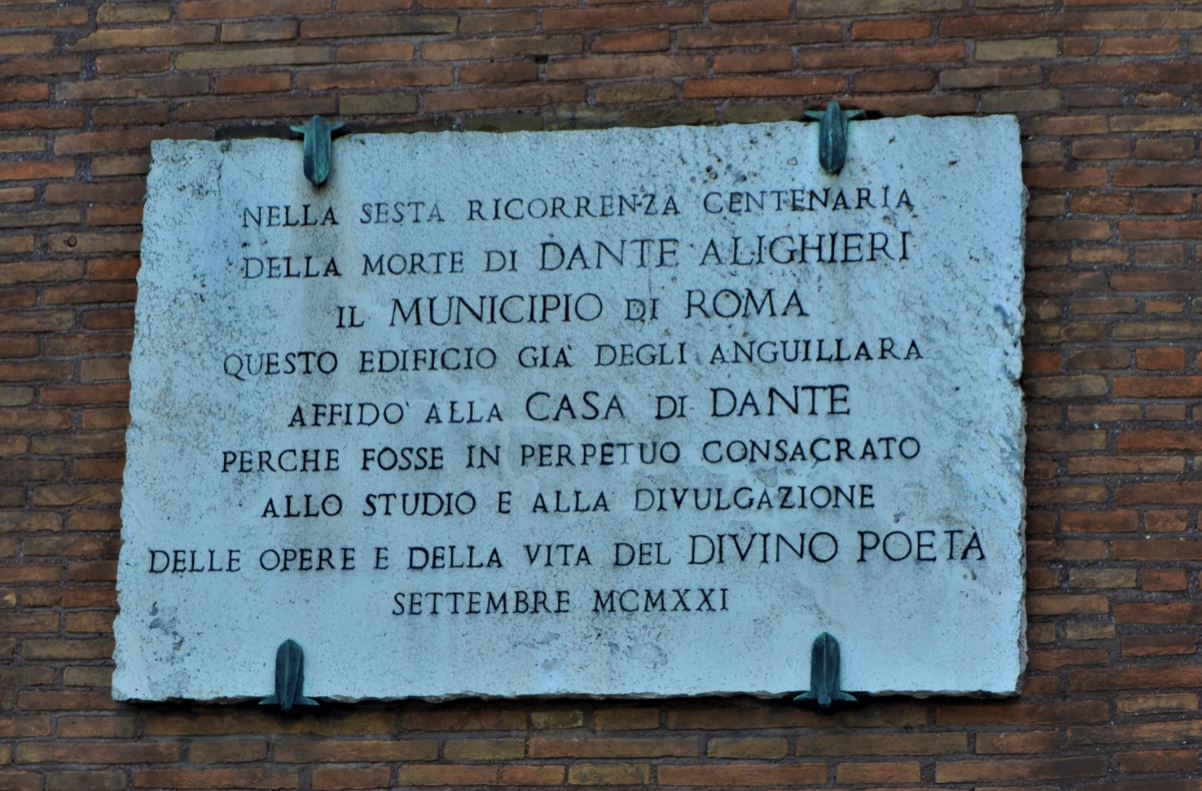 NELLA SESTA RICORRENZA CENTENARIA
DELLA MORTE DI DANTE ALIGHIERI
IL MUNICIPIO DI ROMA
QUESTO EDIFICIO GIÀ DEGLI ANGUILLARA
AFFIDO' ALLA CASA DI DANTE
PERCHE FOSSE IN PERPETUO CONSACRATO
ALLO STUDIO E ALLA DIVULGAZIONE
DELLE OPERE E DELLA VITA DEL DIVINO POETA
SETTEMBRE MCMXXI